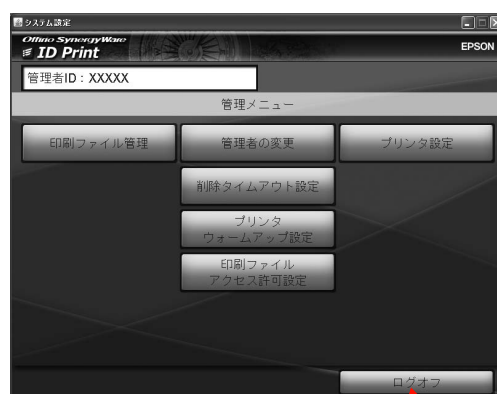 システム設定
Offirio SynergyWare
ID Print
EPSON
管理者ID：XXXXX
管理メニュー
印刷ファイル管理
管理者の変更
プリンタ設定
削除タイムアウト設定
プリンタ
ウォームアップ設定
印刷ファイル
アクセス許可設定
ログオフ